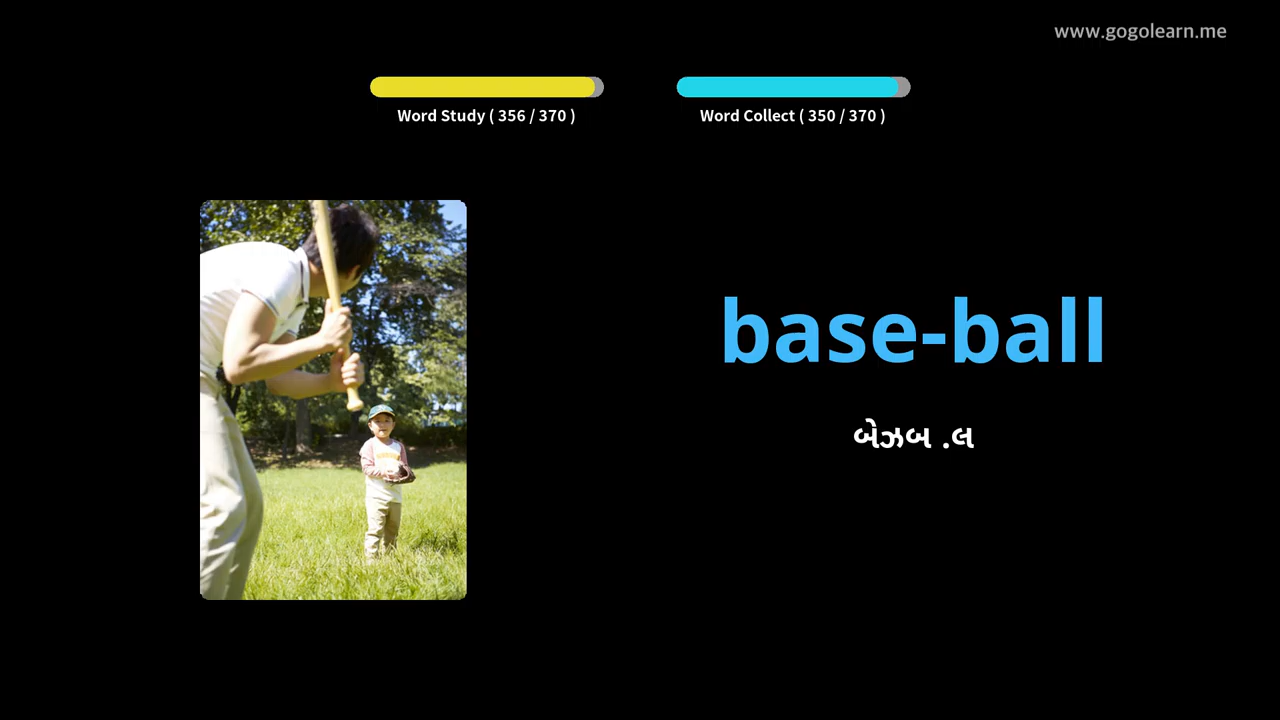 www.gogolearn.me
Word Study ( 356 / 370 )
Word Collect ( 350 / 370 )
base-ball
બેઝબ .લ